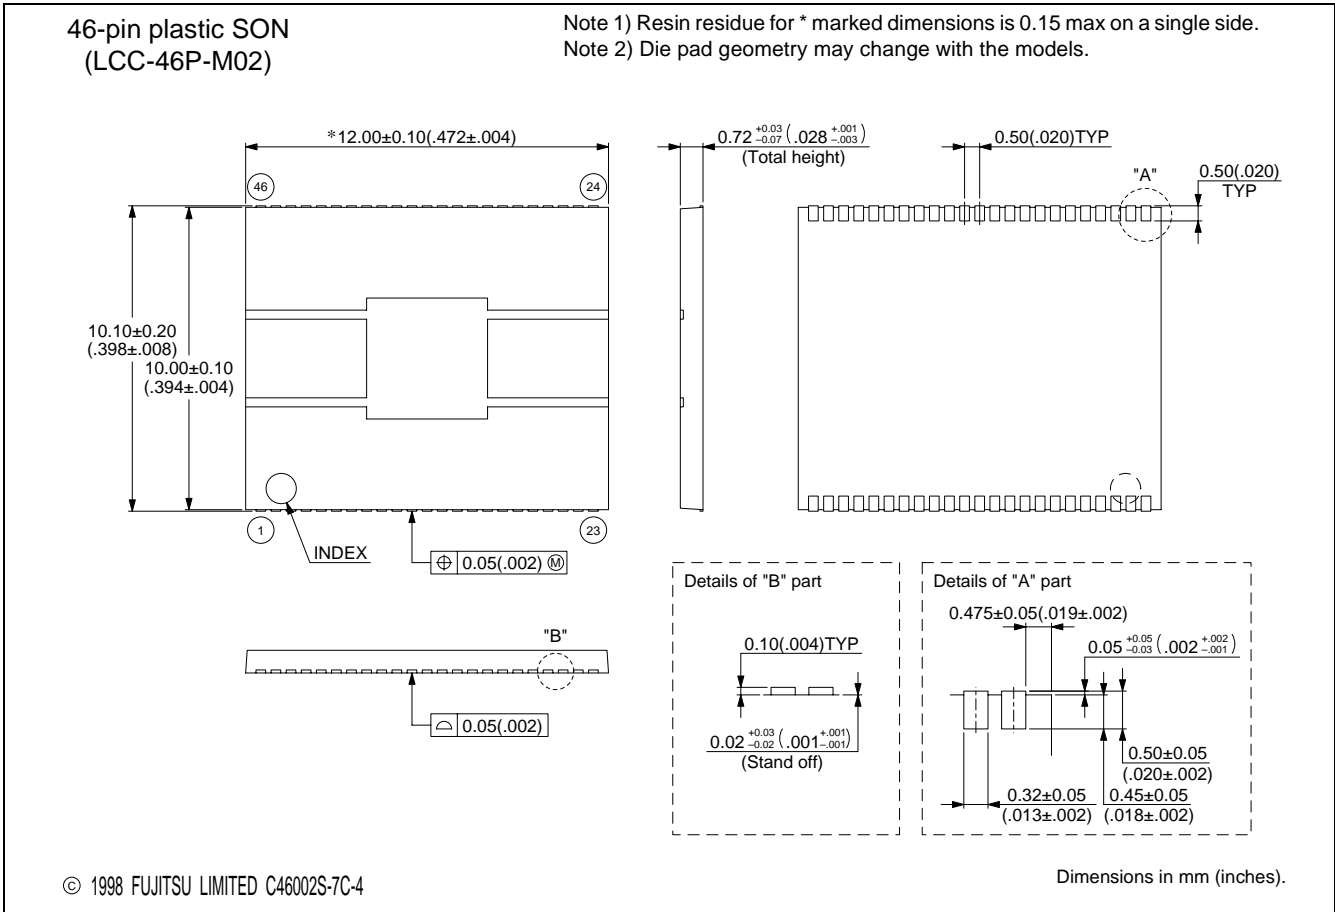 46-pin plastic SON
(LCC-46P-M02)
Note 1) Resin residue for * marked dimensions is 0.15 max on a single side.
Note 2) Die pad geometry may change with the models.
*12.00±0.10(.472±.004)
0.72 +0.03 −0.07 (.028 +.001 −.003)
(Total height)
0.50(.020)TYP
"A"
0.50(.020)
TYP
46
24
10.10±0.20
(.398±.008)
10.00±0.10
(.394±.004)
1
23
INDEX
0.05(.002) Ⓜ
"B"
0.05(.002)
Details of "B" part
0.10(.004)TYP
0.02 +0.03 −0.02 (.001 +.001 −.001)
(Stand off)
Details of "A" part
0.475±0.05(.019±.002)
0.05 +0.05 −0.03 (.002 +.002 −.001)
0.50±0.05
(.020±.002)
0.32±0.05
(.013±.002)
0.45±0.05
(.018±.002)
© 1998 FUJITSU LIMITED C46002S-7C-4
Dimensions in mm (inches).